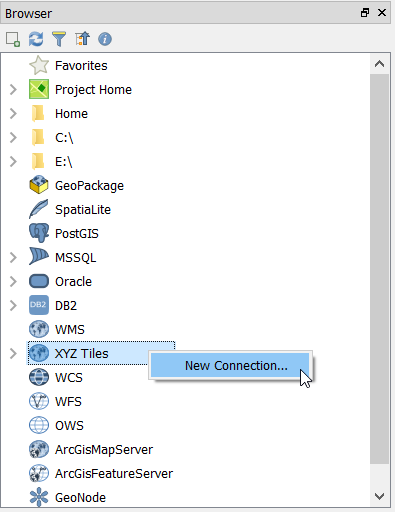 Browser
Favorites
Project Home
Home
C:\
E:\
GeoPackage
SpatiaLite
PostGIS
MSSQL
Oracle
DB2 DB2
WMS
XYZ Tiles
New Connection...
WCS
WFS
OWS
ArcGisMapServer
ArcGisFeatureServer
GeoNode